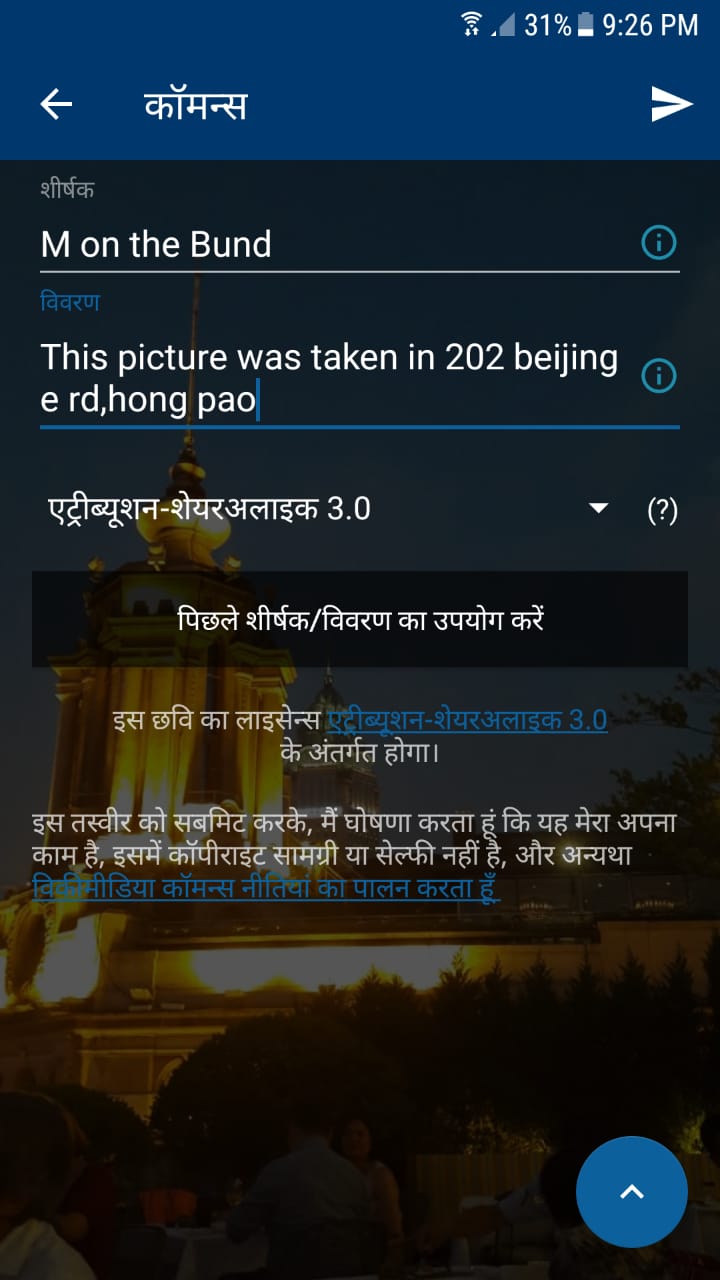 31% 9:26 PM
कॉमन्स
शीर्षक
M on the Bund
विवरण
This picture was taken in 202 beijing
e rd,hong pao
एट्रीब्यूशन-शेयरअलाइक 3.0
(?)
पिछले शीर्षक/विवरण का उपयोग करें
इस छवि का लाइसेन्स एट्रीब्यूशन-शेयरअलाइक 3.0
के अंतर्गत होगा।
इस तस्वीर को सबमिट करके, मैं घोषणा करता हूं कि यह मेरा अपना
काम है, इसमें कॉपीराइट सामग्री या सेल्फी नहीं है, और अन्यथा
विकीमीडिया कॉमन्स नीतियों का पालन करता हूँ